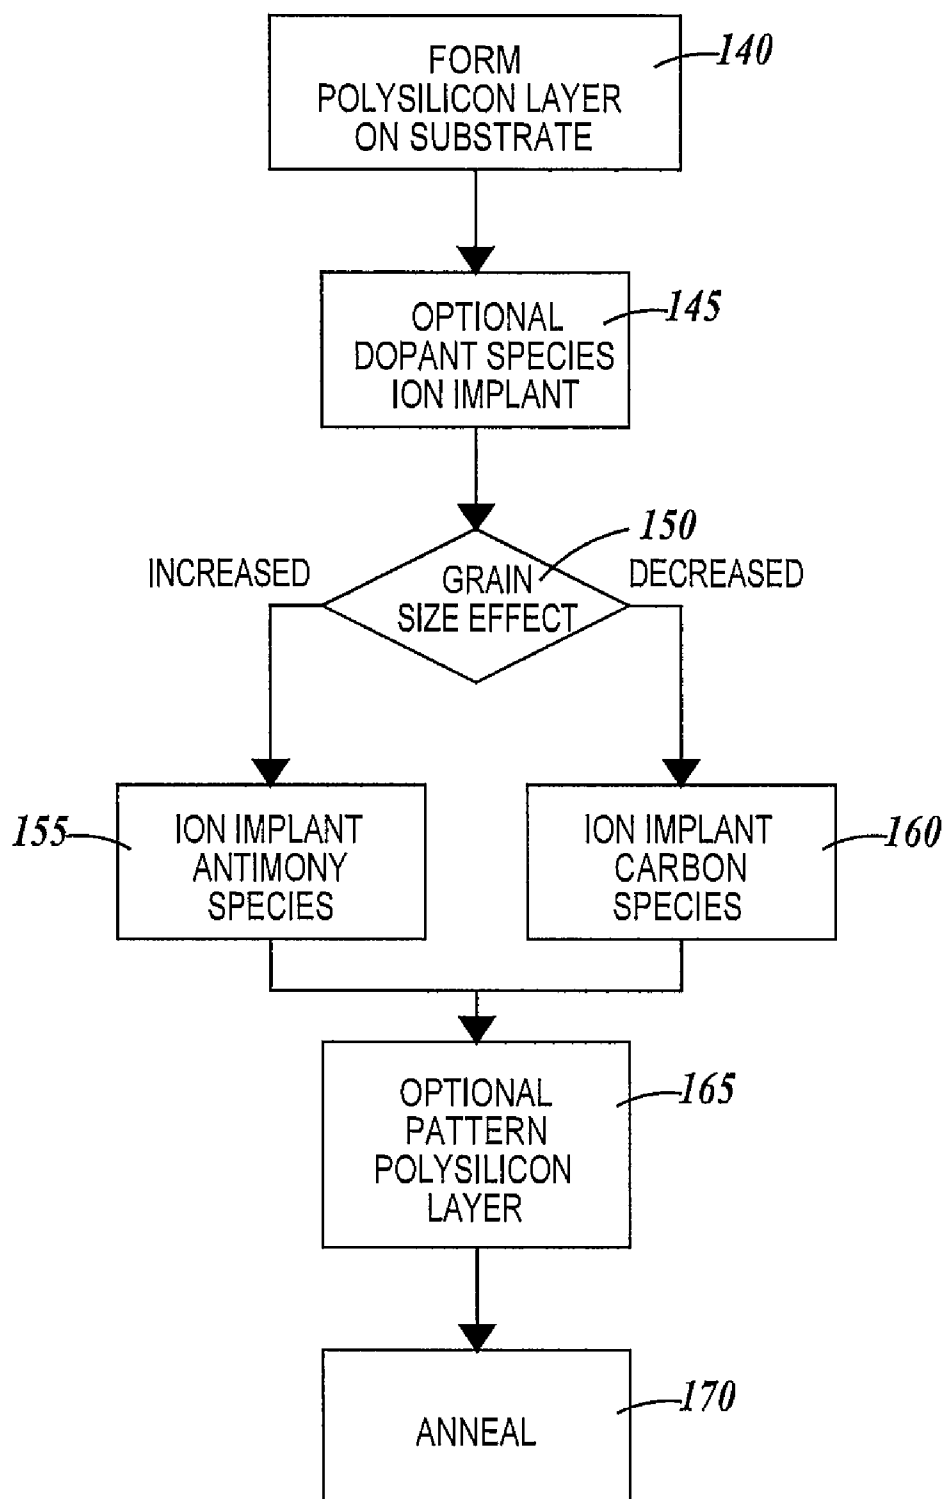 FORM
POLYSILICON LAYER
ON SUBSTRATE
140
OPTIONAL
DOPANT SPECIES
ION IMPLANT
145
150
INCREASED
GRAIN
SIZE EFFECT
DECREASED
155
ION IMPLANT
ANTIMONY
SPECIES
ION IMPLANT
CARBON
SPECIES
160
OPTIONAL
PATTERN
POLYSILICON
LAYER
165
ANNEAL
170